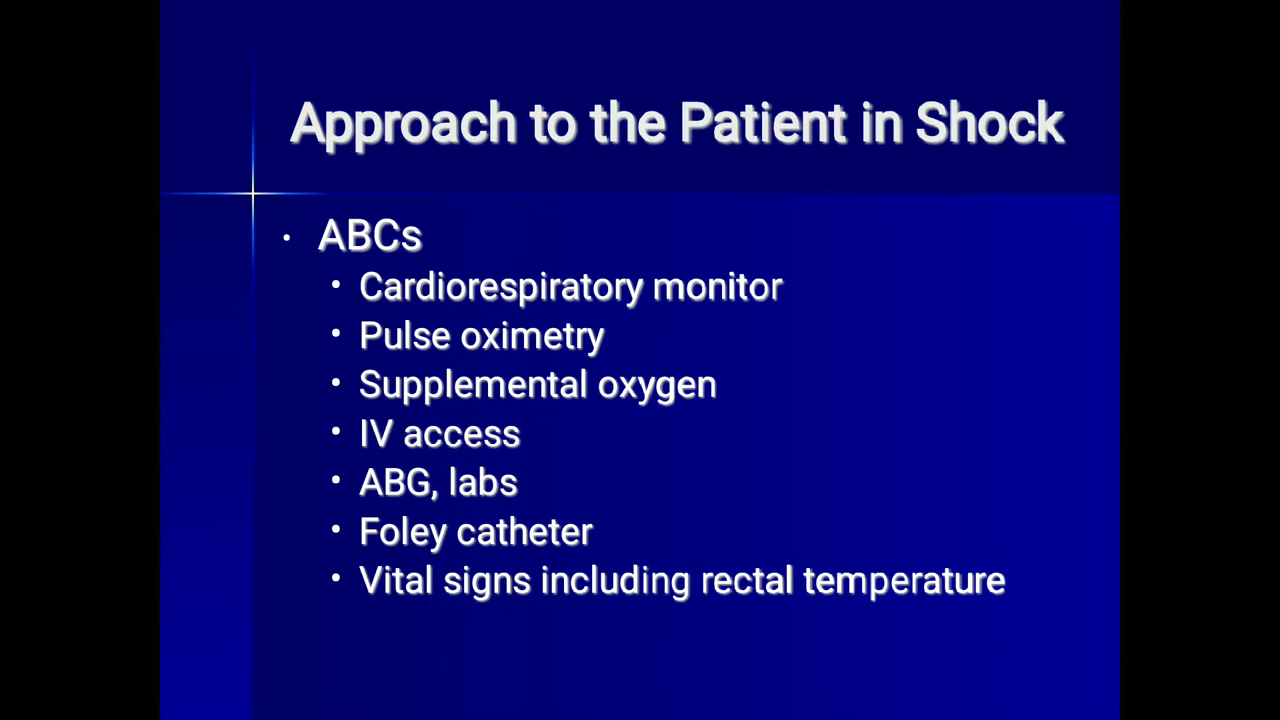 Approach to the Patient in Shock
• ABCs
• Cardiorespiratory monitor
• Pulse oximetry
• Supplemental oxygen
• IV access
• ABG, labs
• Foley catheter
• Vital signs including rectal temperature